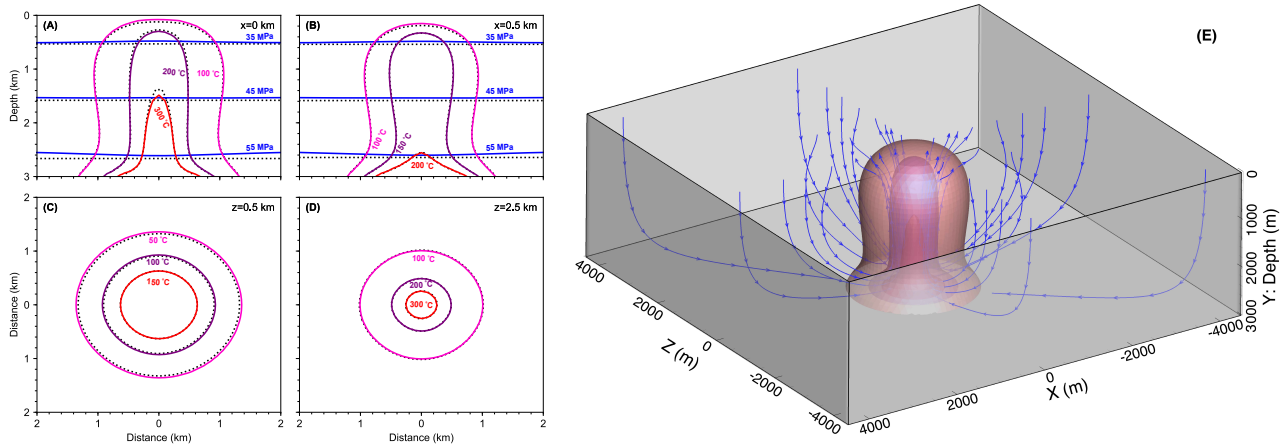 (A)
x=0 km
35 MPa
200 °C
100 °C
45 MPa
300 °C
55 MPa
0
1
2
3
Depth (km)
(B)
x=0.5 km
35 MPa
45 MPa
100 °C
150 °C
55 MPa
200 °C
(C)
z=0.5 km
50 °C
100 °C
150 °C
2
1
0
1
2
Distance (km)
2
1
0
1
2
Distance (km)
(D)
z=2.5 km
100 °C
200 °C
300 °C
1
0
1
2
Distance (km)
(E)
0
1000
2000
3000
Y: Depth (m)
4000
2000
0
-2000
-4000
Z (m)
4000
2000
0
-2000
-4000
X (m)